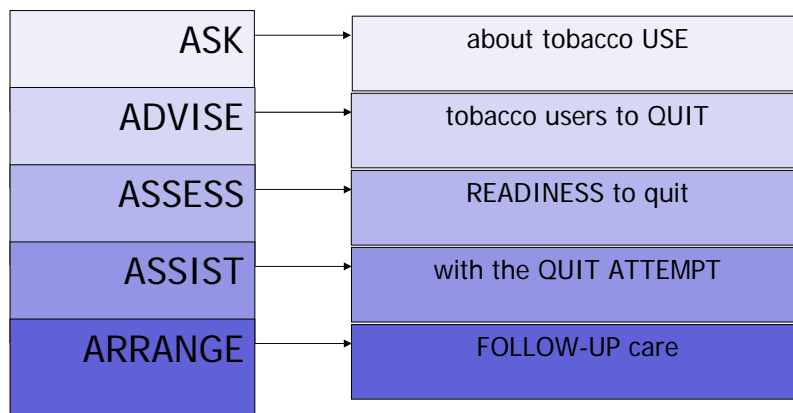 ASK
about tobacco USE
ADVISE
tobacco users to QUIT
ASSESS
READINESS to quit
ASSIST
with the QUIT ATTEMPT
ARRANGE
FOLLOW-UP care